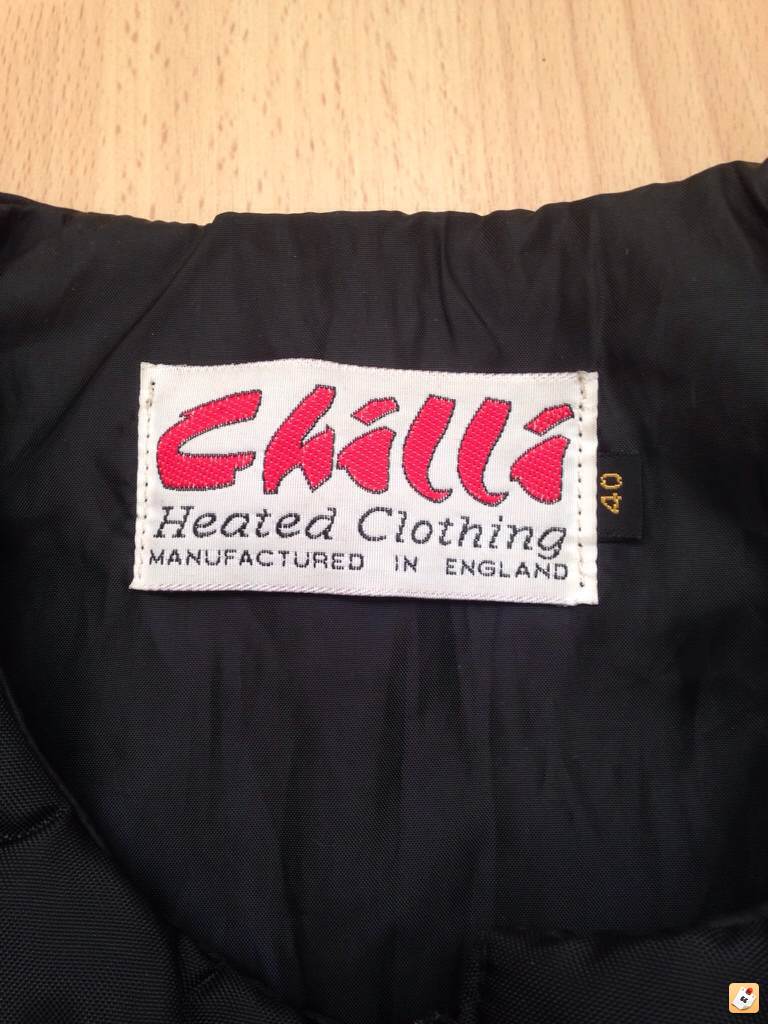 Chilli
Heated Clothing
MANUFACTURED IN ENGLAND
40